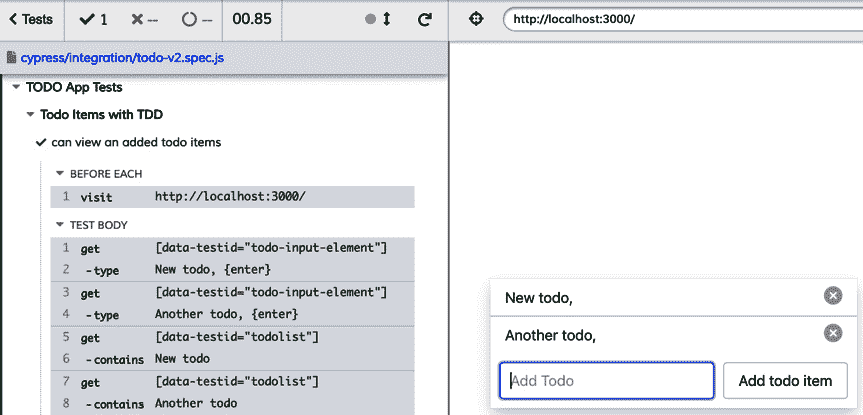 Tests
1
--
--
00.85
http://localhost:3000/
cypress/integration/todo-v2.spec.js
TODO App Tests
Todo Items with TDD
can view an added todo items
BEFORE EACH
1 visit http://localhost:3000/
TEST BODY
1 get [data-testid="todo-input-element"]
2 -type New todo, {enter}
3 get [data-testid="todo-input-element"]
4 -type Another todo, {enter}
5 get [data-testid="todolist"]
6 -contains New todo
7 get [data-testid="todolist"]
8 -contains Another todo
New todo,
Another todo,
Add Todo
Add todo item